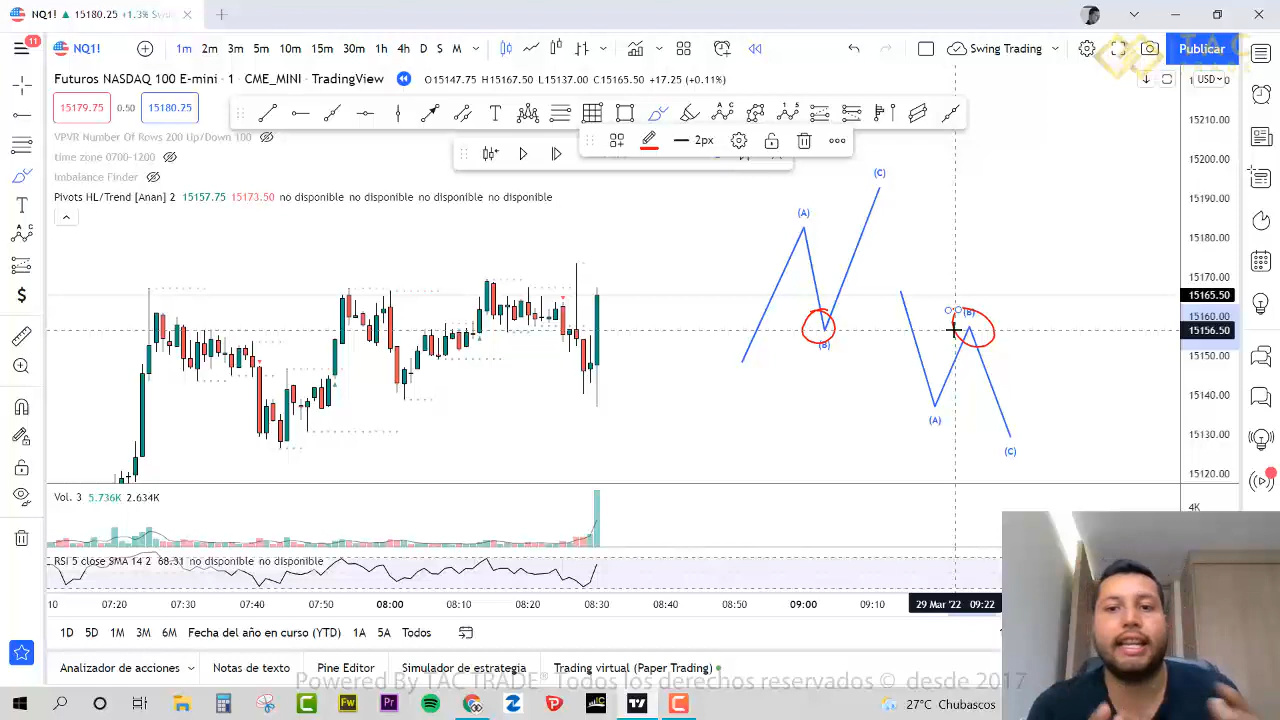 NQ1! ▲ 15180.25 +1.3% Swi
11
NQ1! 1m 2m 3m 5m 10m 15m 30m 1h 4h D S M
Swing Trading
Publicar
Futuros NASDAQ 100 E-mini · 1 · CME_MINI · TradingView
O15147.75 H15167.50 L15137.00 C15165.50 +17.25 (+0.11%)
USD
15179.75 0.50 15180.25
VPVR Number Of Rows 200 Up/Down 100
time zone 0700-1200
Imbalance Finder
Pivots HL/Trend [Anan] 2 15157.75 15173.50 no disponible no disponible no disponible no disponible
2px
15210.00
15200.00
15190.00
15180.00
15170.00
15165.50
15160.00
15156.50
15150.00
15140.00
15130.00
15120.00
4K
(C)
(A)
(B)
(B)
(A)
(C)
Vol. 3 5.736K 2.634K
RSI 5 close SMA 14 2 68.31 no disponible no disponible
10 07:20 07:30 07:40 07:50 08:00 08:10 08:20 08:30 08:40 08:50 09:00 09:10 29 Mar '22 09:22
1D 5D 1M 3M 6M Fecha del año en curso (YTD) 1A 5A Todos
Analizador de acciones Notas de texto Pine Editor Simulador de estrategia Trading virtual (Paper Trading)
Powered By TAC TRADE® Todos los derechos reservados © desde 2017
27°C Chubascos